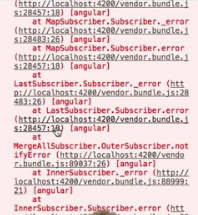 (http://localhost:4200/vendor.bundle.j
s:28457:18) [angular]
at MapSubscriber.Subscriber._error
(http://localhost:4200/vendor.bundle.j
s:28483:26) [angular]
at MapSubscriber.Subscriber.error
(http://localhost:4200/vendor.bundle.j
s:28457:18) [angular]
at
LastSubscriber.Subscriber._error (htt
p://localhost:4200/vendor.bundle.js:28
483:26) [angular]
at LastSubscriber.Subscriber.error
(http://localhost:4200/vendor.bundle.j
s:28457:18) [angular]
at
MergeAllSubscriber.OuterSubscriber.not
ifyError (http://localhost:4200/vendo
r.bundle.js:89037:26) [angular]
at InnerSubscriber._error (http://
localhost:4200/vendor.bundle.js:88999:
21) [angular]
at
InnerSubscriber.Subscriber.error (htt